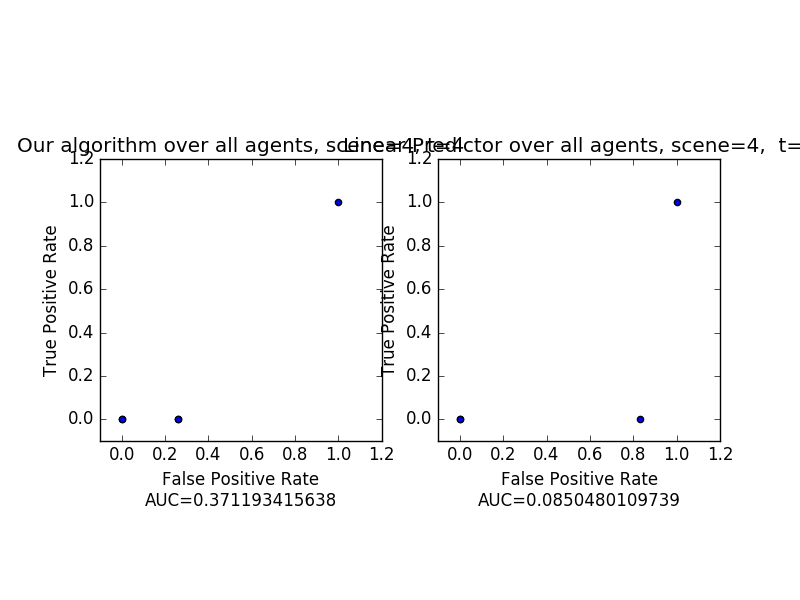 Our algorithm over all agents, scene=4, t=4
1.2
1.0
0.8
0.6
0.4
0.2
0.0
True Positive Rate
0.0 0.2 0.4 0.6 0.8 1.0 1.2
False Positive Rate
AUC=0.371193415638
Linear Predictor over all agents, scene=4, t=
1.2
1.0
0.8
0.6
0.4
0.2
0.0
True Positive Rate
0.0 0.2 0.4 0.6 0.8 1.0 1.2
False Positive Rate
AUC=0.0850480109739